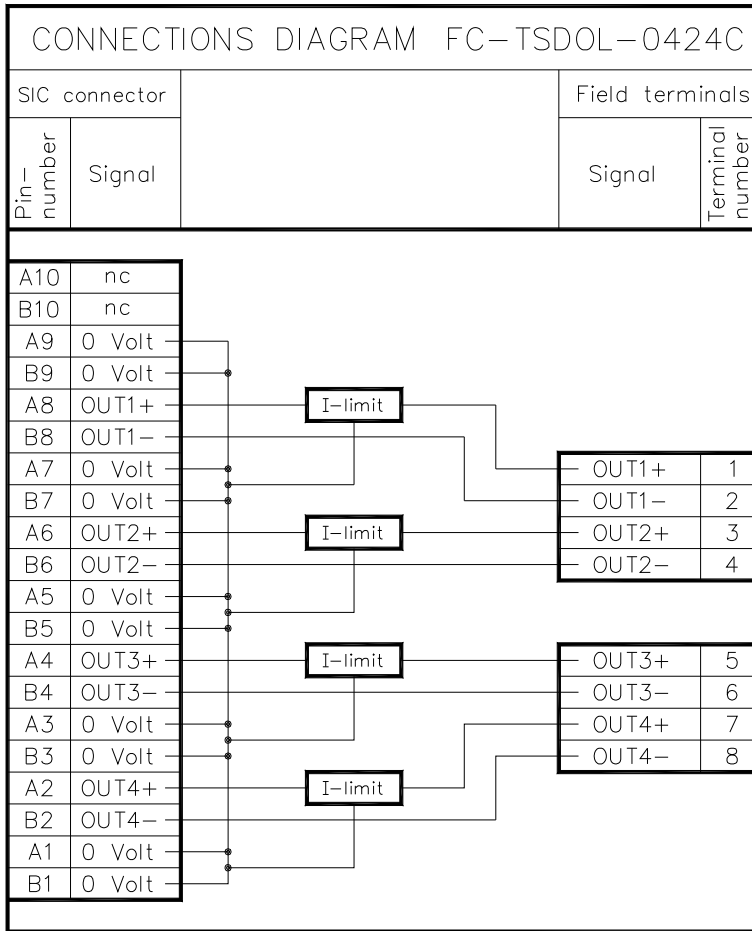 CONNECTIONS DIAGRAM FC-TSDOL-0424C
SIC connector
Field terminals
Pin-
number
Signal
Signal
Terminal
number
A10 nc
B10 nc
A9 0 Volt
B9 0 Volt
A8 OUT1+ I-limit
B8 OUT1-
A7 0 Volt OUT1+ 1
B7 0 Volt OUT1- 2
A6 OUT2+ I-limit OUT2+ 3
B6 OUT2- OUT2- 4
A5 0 Volt
B5 0 Volt
A4 OUT3+ I-limit OUT3+ 5
B4 OUT3- OUT3- 6
A3 0 Volt OUT4+ 7
B3 0 Volt OUT4- 8
A2 OUT4+ I-limit
B2 OUT4-
A1 0 Volt
B1 0 Volt